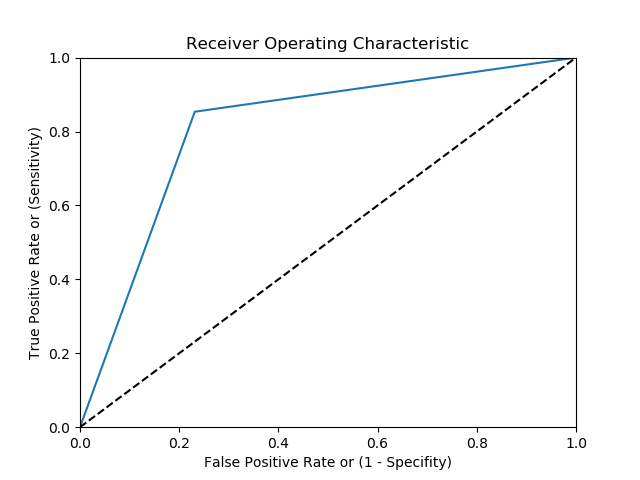 Receiver Operating Characteristic
1.0
0.8
0.6
0.4
0.2
0.0
True Positive Rate or (Sensitivity)
0.0 0.2 0.4 0.6 0.8 1.0
False Positive Rate or (1 - Specifity)